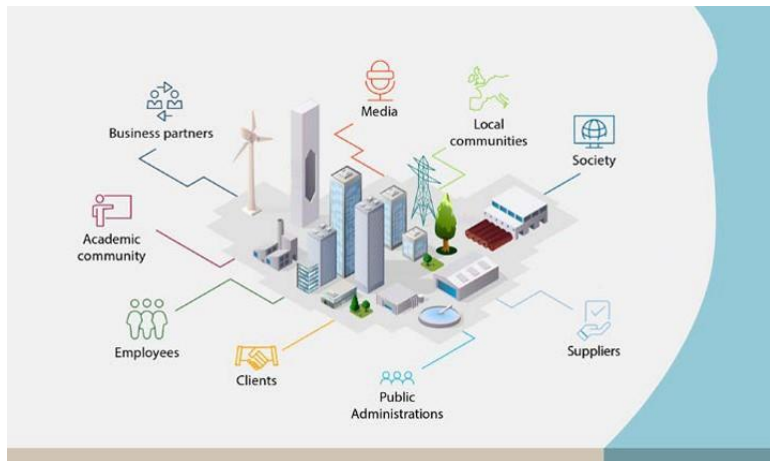 Media
Local
communities
Business partners
Society
Academic
community
Employees
Suppliers
Clients
Public
Administrations